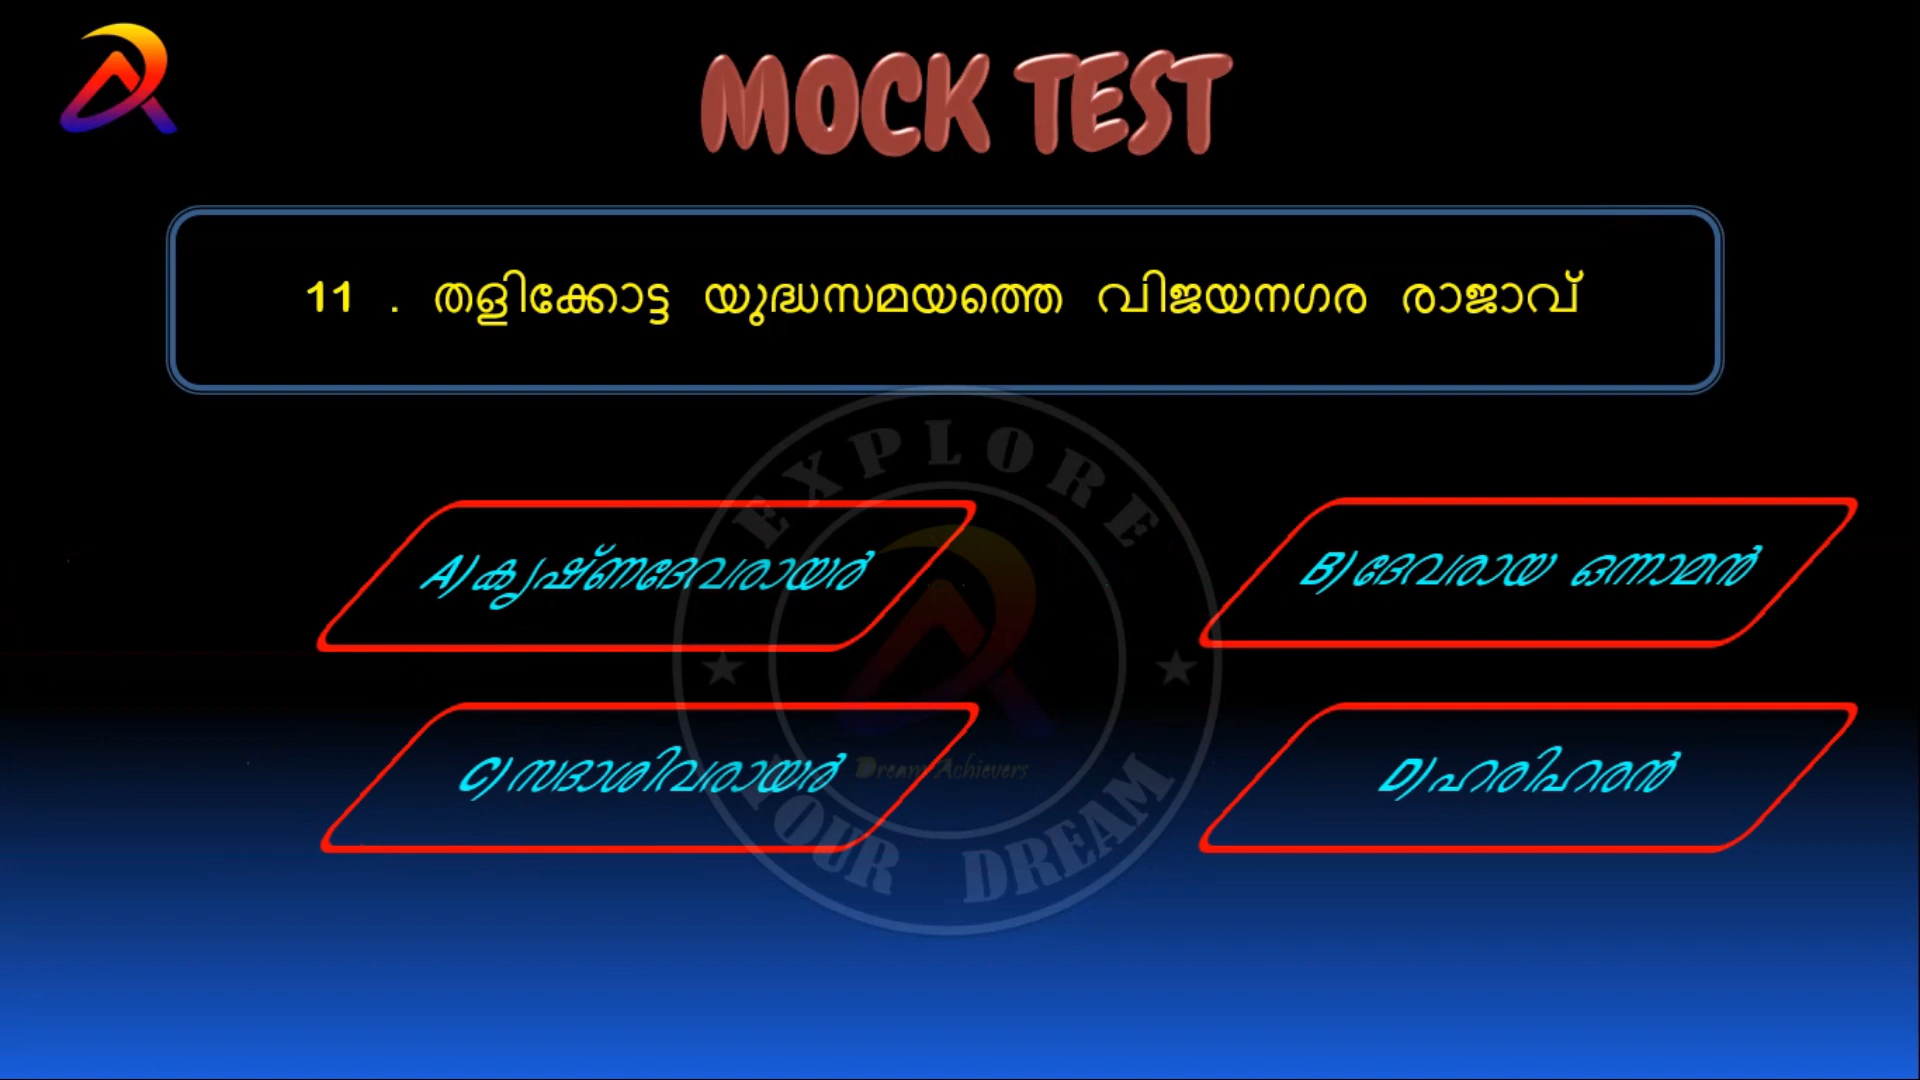 MOCK TEST
11 . തളിക്കോട്ട യുദ്ധസമയത്തെ വിജയനഗര രാജാവ്
A) കൃഷ്ണദേവരായർ
B) ദേവരായ ഒന്നാമൻ
C) സദാശിവരായർ
D) ഹരിഹരൻ
EXPLORE
Dream Achievers
YOUR DREAM